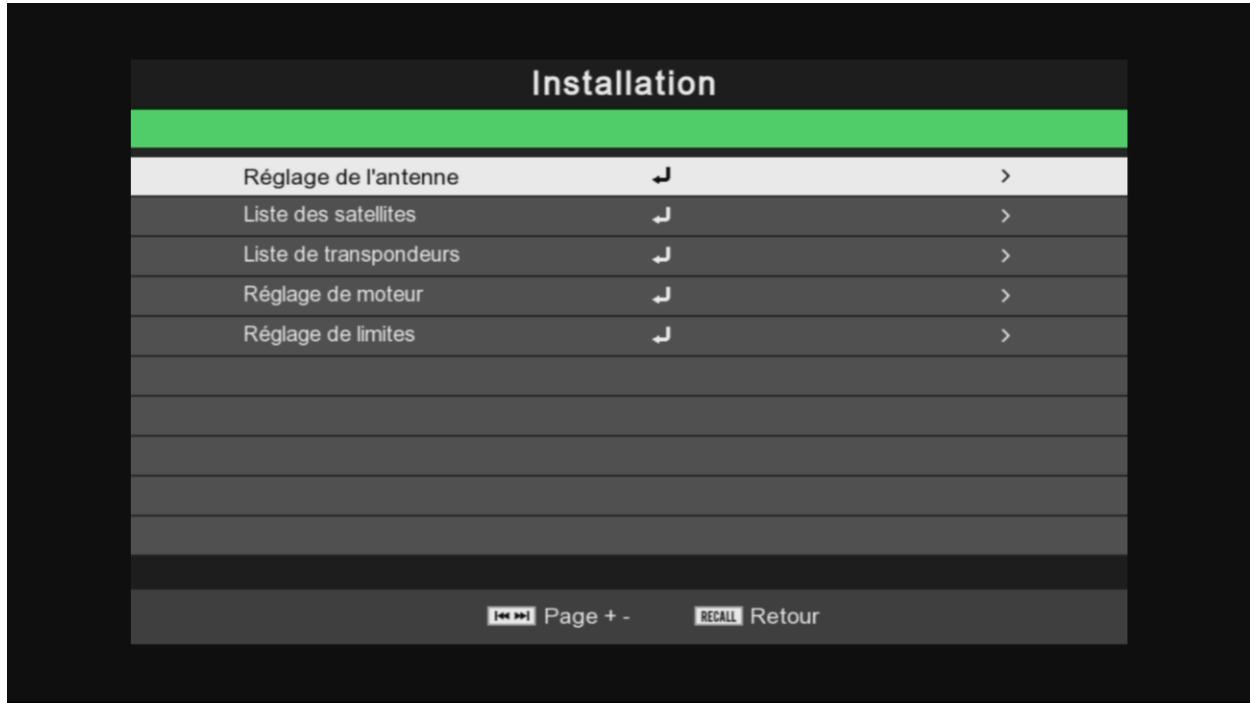 Installation
Réglage de l'antenne
Liste des satellites
Liste de transpondeurs
Réglage de moteur
Réglage de limites
Page + - RECALL Retour